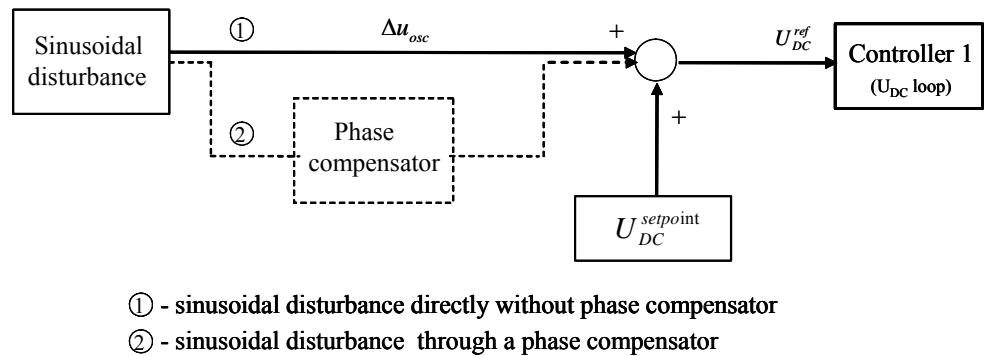 Sinusoidal
disturbance
① Δu_osc +
U_DC^ref
Controller 1
(U_DC loop)
② Phase
compensator
+
U_DC^setpoint
① - sinusoidal disturbance directly without phase compensator
② - sinusoidal disturbance through a phase compensator